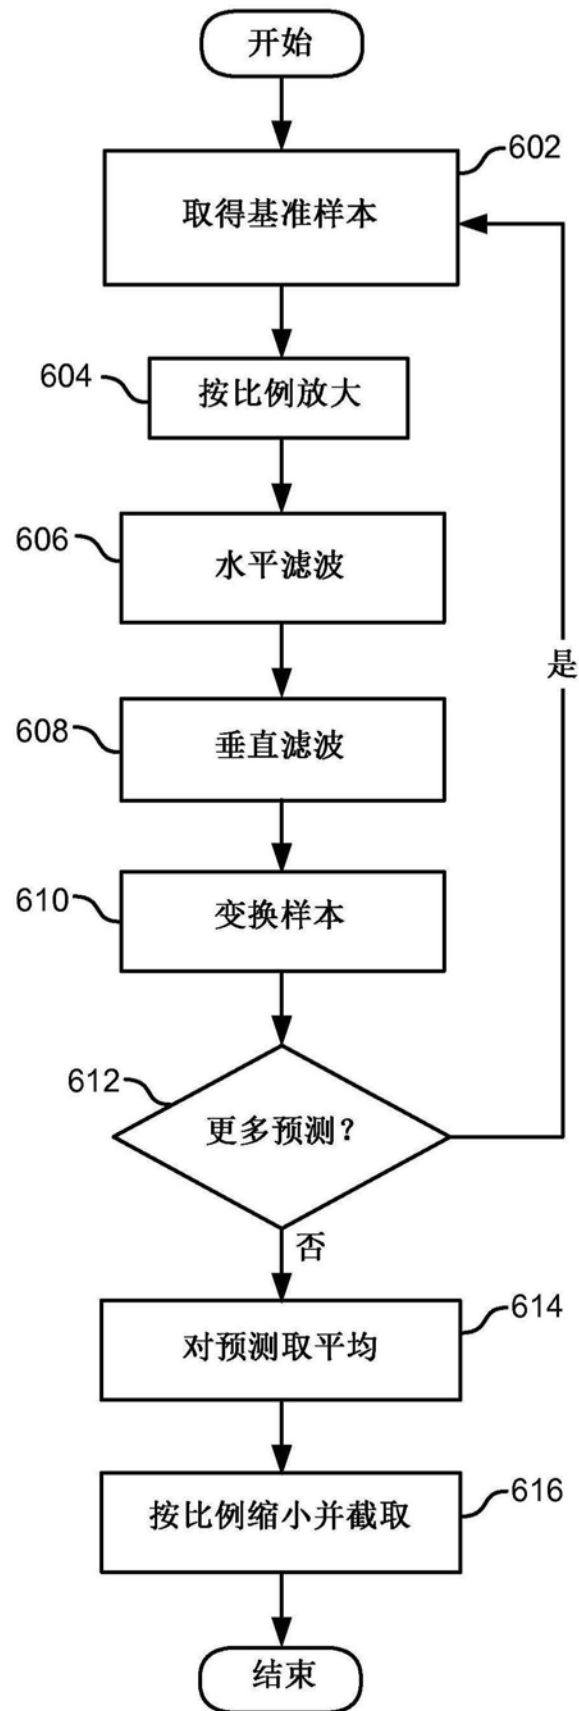 开始
602
取得基准样本
604
按比例放大
606
水平滤波
是
608
垂直滤波
610
变换样本
612
更多预测?
否
614
对预测取平均
616
按比例缩小并截取
结束